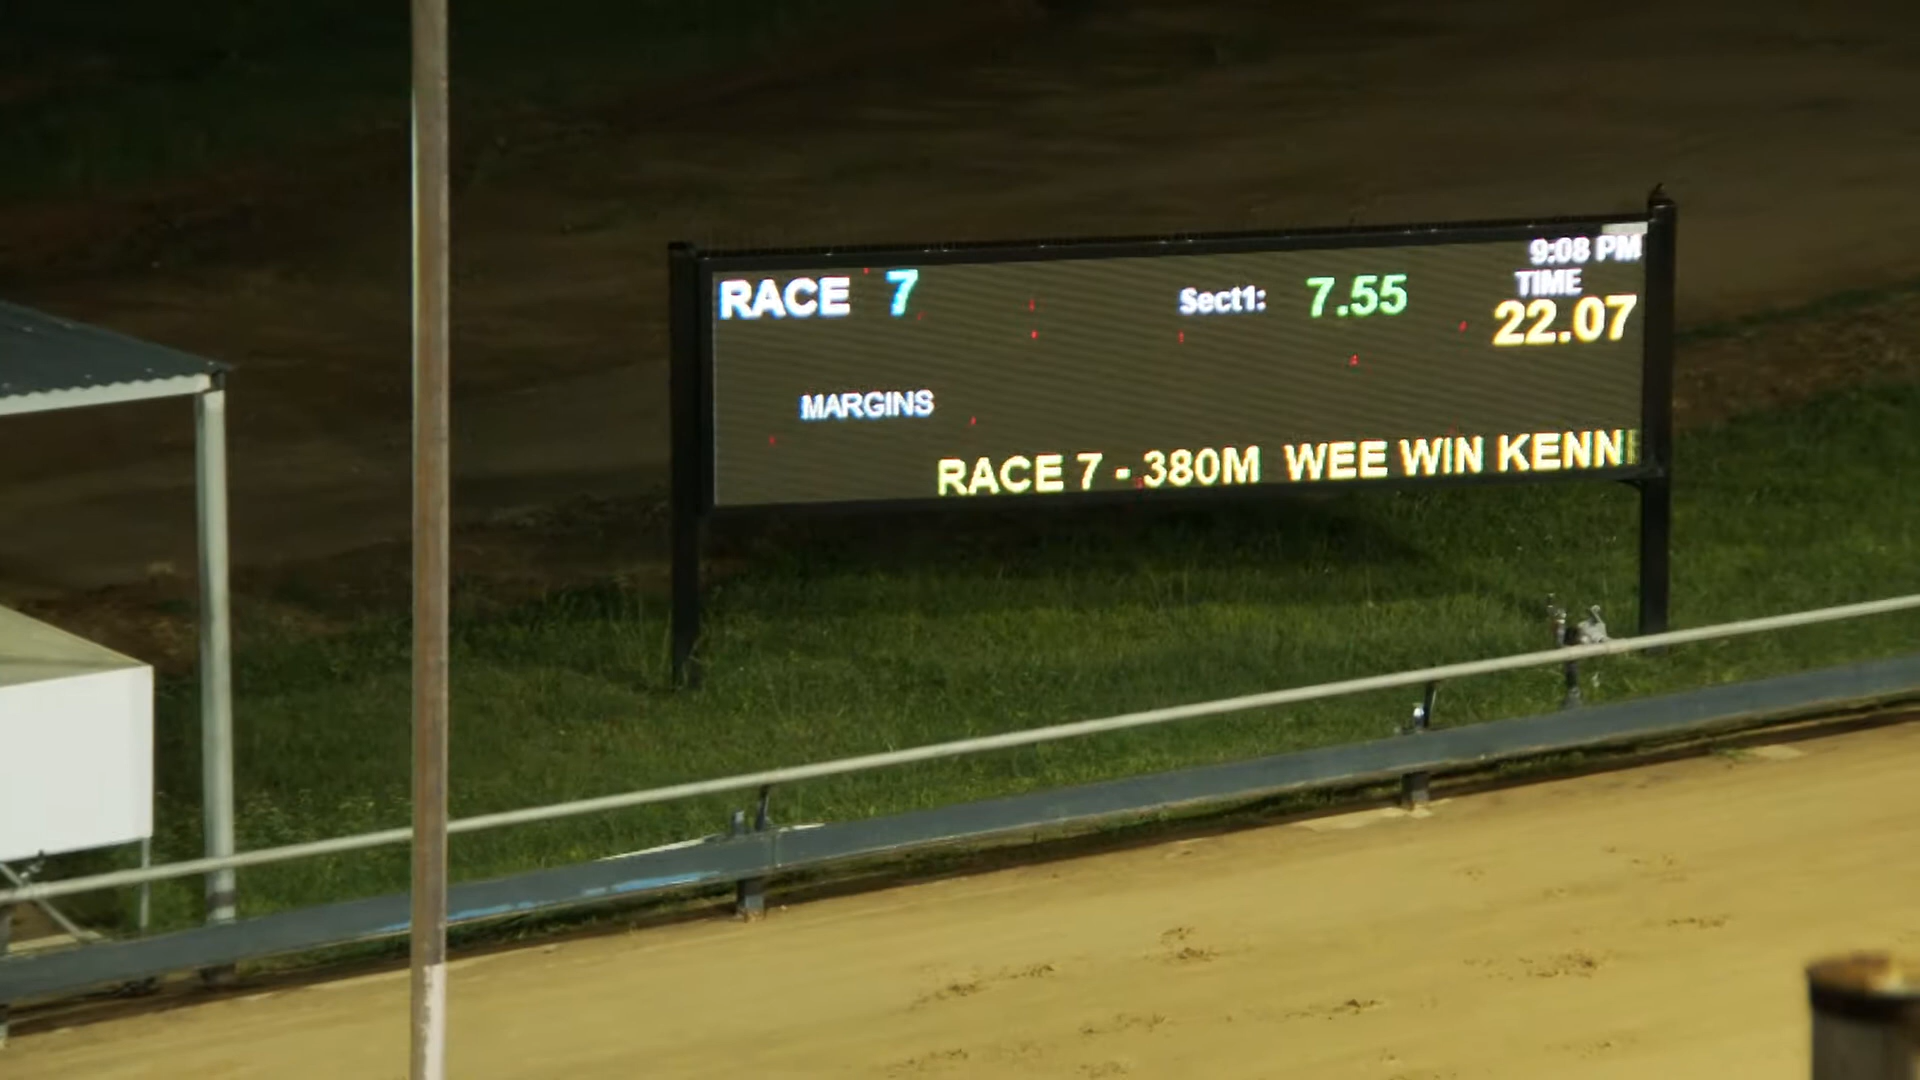 9:08 PM
RACE 7 Sect1: 7.55 TIME
22.07
MARGINS
RACE 7 - 380M WEE WIN KENN